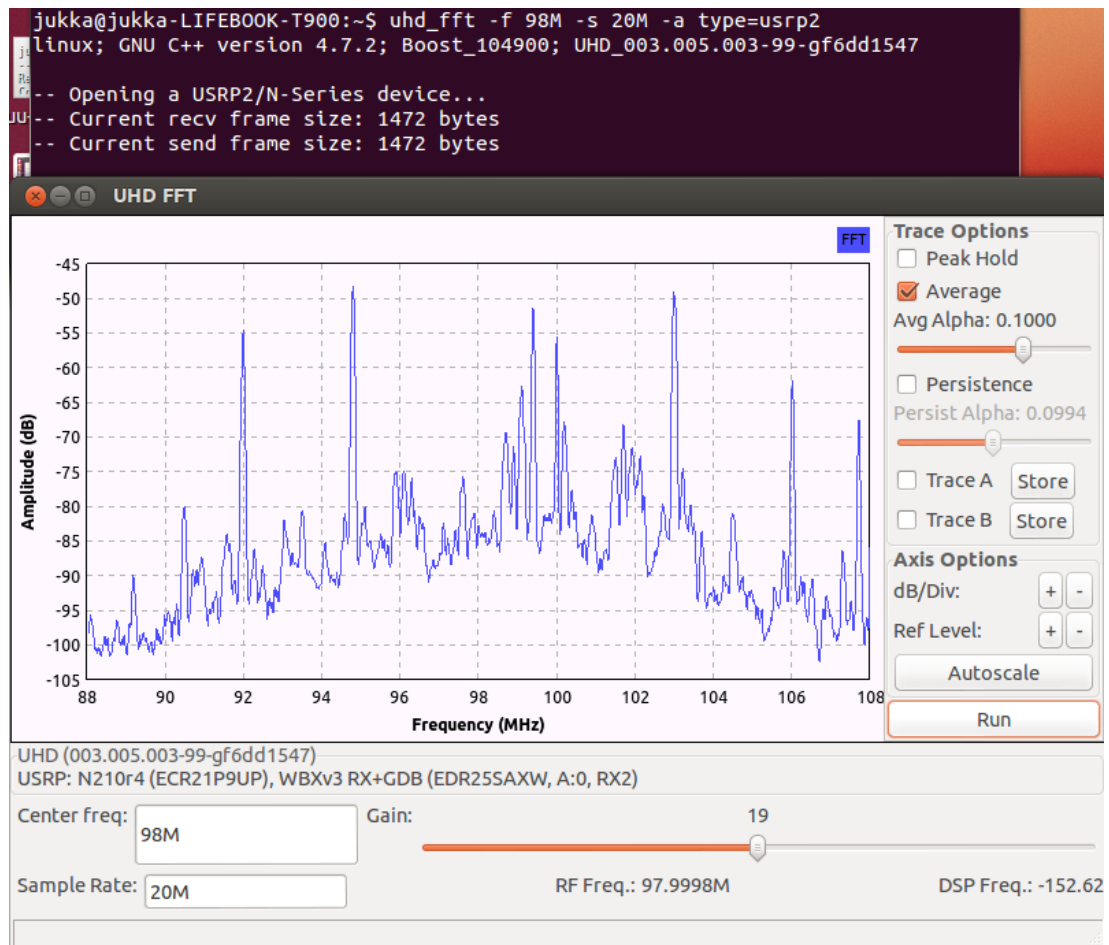 jukka@jukka-LIFEBOOK-T900:~$ uhd_fft -f 98M -s 20M -a type=usrp2
linux; GNU C++ version 4.7.2; Boost_104900; UHD_003.005.003-99-gf6dd1547
-- Opening a USRP2/N-Series device...
-- Current recv frame size: 1472 bytes
-- Current send frame size: 1472 bytes
UHD FFT
FFT
Amplitude (dB)
-45
-50
-55
-60
-65
-70
-75
-80
-85
-90
-95
-100
-105
88 90 92 94 96 98 100 102 104 106 108
Frequency (MHz)
Trace Options
Peak Hold
Average
Avg Alpha: 0.1000
Persistence
Persist Alpha: 0.0994
Trace A Store
Trace B Store
Axis Options
dB/Div: + -
Ref Level: + -
Autoscale
Run
UHD (003.005.003-99-gf6dd1547)
USRP: N210r4 (ECR21P9UP), WBXv3 RX+GDB (EDR25SAXW, A:0, RX2)
Center freq: 98M Gain: 19
Sample Rate: 20M RF Freq.: 97.9998M DSP Freq.: -152.62